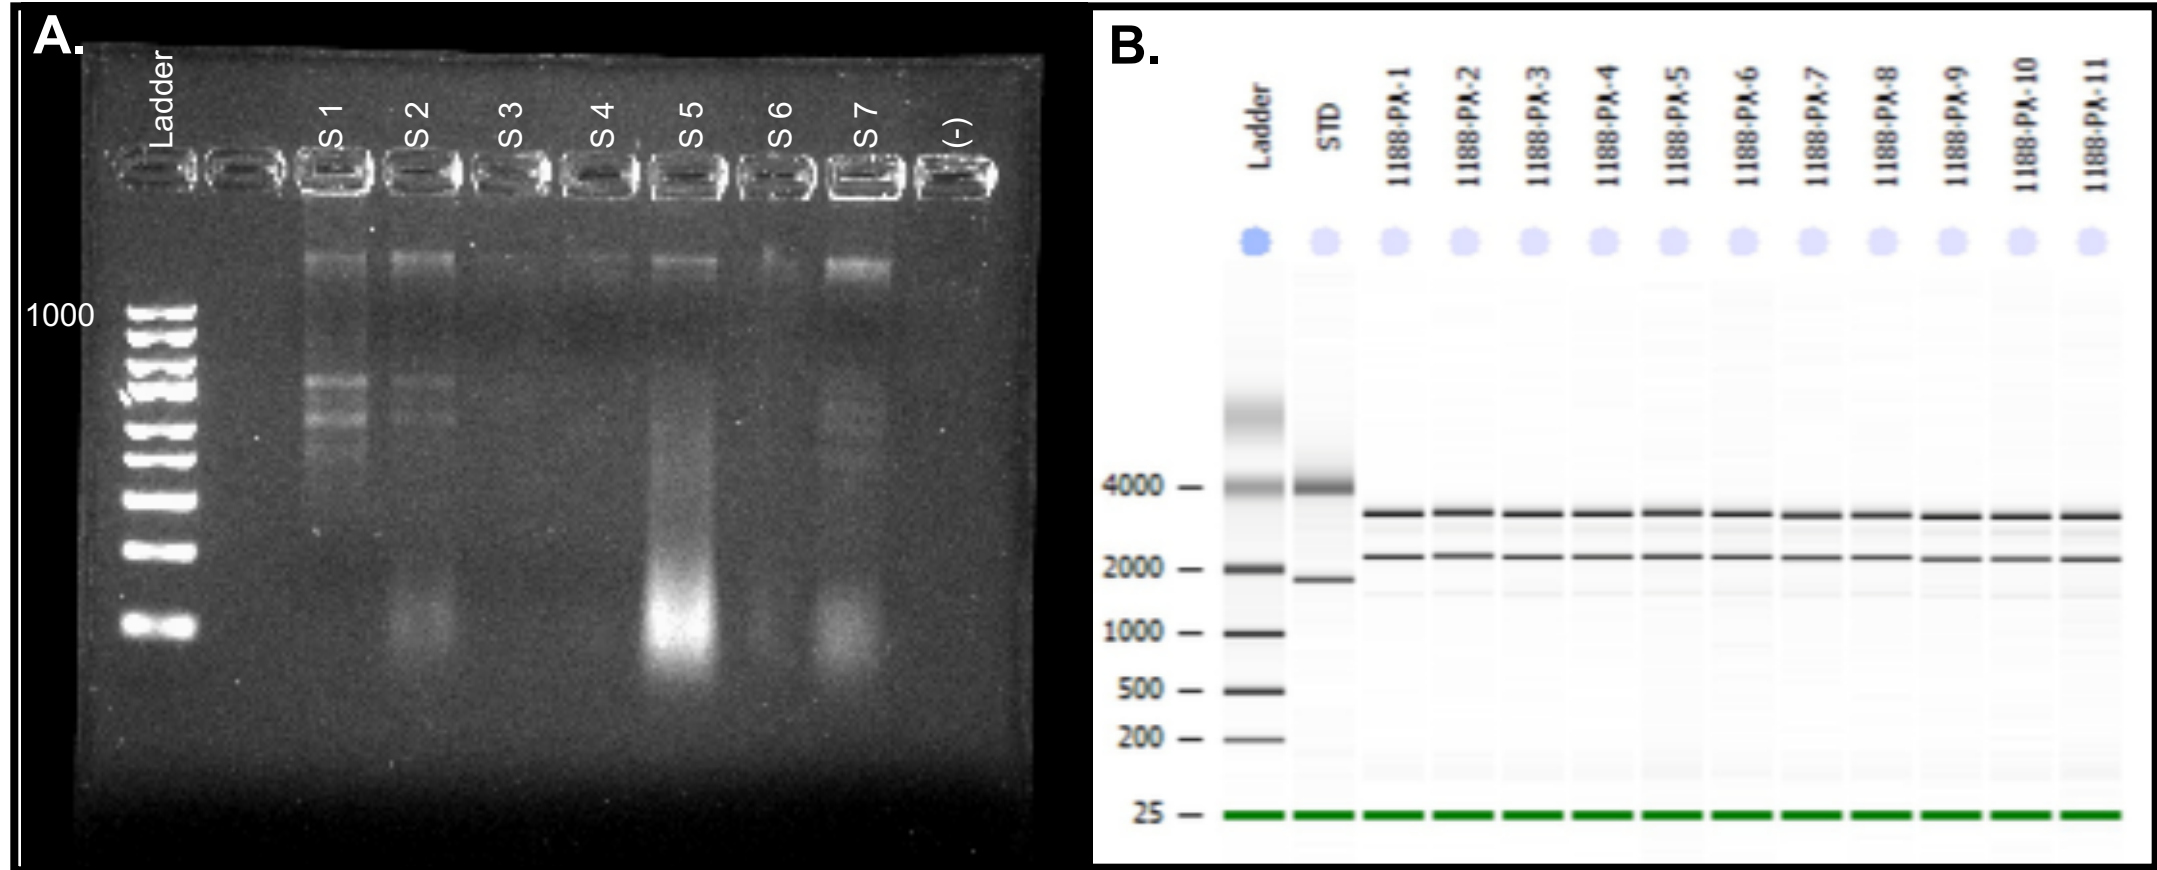 A.
Ladder
S 1
S 2
S 3
S 4
S 5
S 6
S 7
(-)
1000
B.
Ladder
STD
1188-PA-1
1188-PA-2
1188-PA-3
1188-PA-4
1188-PA-5
1188-PA-6
1188-PA-7
1188-PA-8
1188-PA-9
1188-PA-10
1188-PA-11
4000
2000
1000
500
200
25